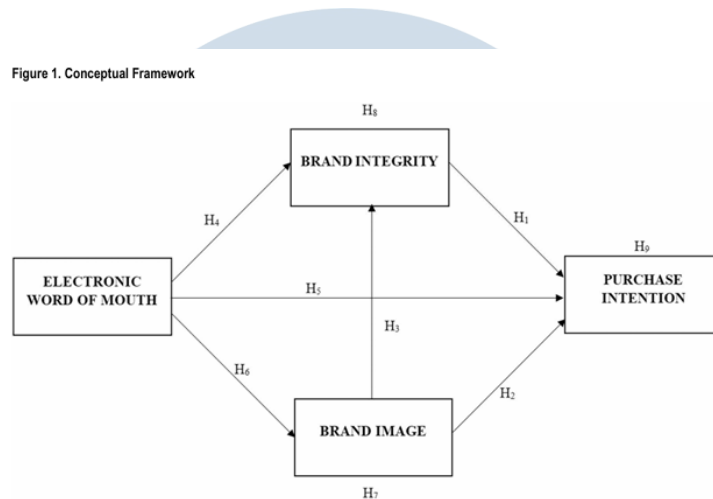 Figure 1. Conceptual Framework
H₈
BRAND INTEGRITY
H₄
H₁
H₉
ELECTRONIC
WORD OF MOUTH
PURCHASE
INTENTION
H₅
H₃
H₆
H₂
BRAND IMAGE
H₇